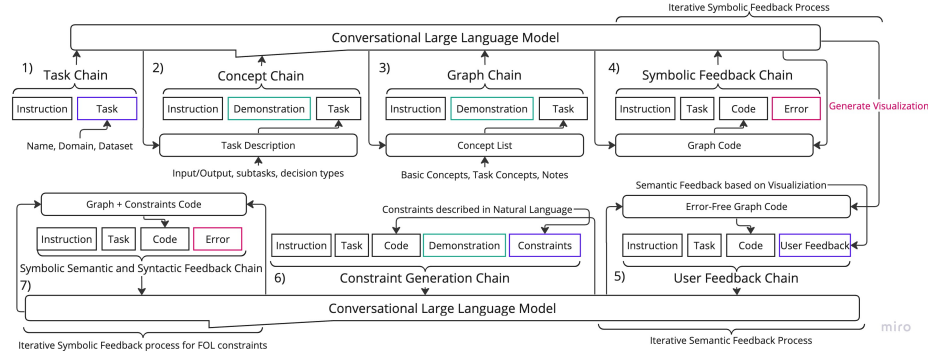 Iterative Symbolic Feedback Process
Conversational Large Language Model
1)
Task Chain
2)
Concept Chain
3)
Graph Chain
4)
Symbolic Feedback Chain
Instruction
Task
Instruction
Demonstration
Task
Instruction
Demonstration
Task
Instruction
Task
Code
Error
Generate Visualization
Name, Domain, Dataset
Task Description
Concept List
Graph Code
Input/Output, subtasks, decision types
Basic Concepts, Task Concepts, Notes
Semantic Feedback based on Visualiziation
Graph + Constraints Code
Constraints described in Natural Language
Error-Free Graph Code
Instruction
Task
Code
Error
Instruction
Task
Code
Demonstration
Constraints
Instruction
Task
Code
User Feedback
Symbolic Semantic and Syntactic Feedback Chain
7)
6)
Constraint Generation Chain
5)
User Feedback Chain
Conversational Large Language Model
Iterative Symbolic Feedback process for FOL constraints
Iterative Semantic Feedback Process
miro